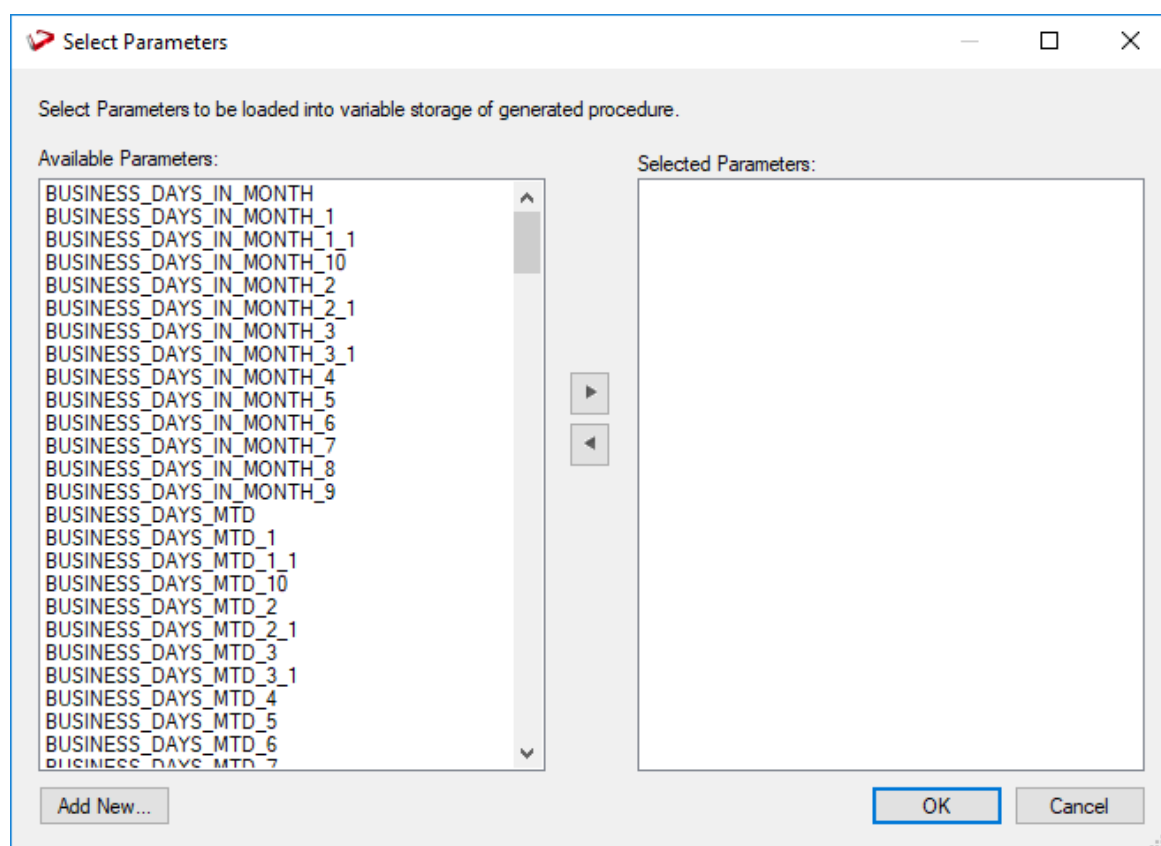 Select Parameters
Select Parameters to be loaded into variable storage of generated procedure.
Available Parameters:
BUSINESS_DAYS_IN_MONTH
BUSINESS_DAYS_IN_MONTH_1
BUSINESS_DAYS_IN_MONTH_1_1
BUSINESS_DAYS_IN_MONTH_10
BUSINESS_DAYS_IN_MONTH_2
BUSINESS_DAYS_IN_MONTH_2_1
BUSINESS_DAYS_IN_MONTH_3
BUSINESS_DAYS_IN_MONTH_3_1
BUSINESS_DAYS_IN_MONTH_4
BUSINESS_DAYS_IN_MONTH_5
BUSINESS_DAYS_IN_MONTH_6
BUSINESS_DAYS_IN_MONTH_7
BUSINESS_DAYS_IN_MONTH_8
BUSINESS_DAYS_IN_MONTH_9
BUSINESS_DAYS_MTD
BUSINESS_DAYS_MTD_1
BUSINESS_DAYS_MTD_1_1
BUSINESS_DAYS_MTD_10
BUSINESS_DAYS_MTD_2
BUSINESS_DAYS_MTD_2_1
BUSINESS_DAYS_MTD_3
BUSINESS_DAYS_MTD_3_1
BUSINESS_DAYS_MTD_4
BUSINESS_DAYS_MTD_5
BUSINESS_DAYS_MTD_6
BUSINESS_DAYS_MTD_7
Selected Parameters:
Add New...
OK
Cancel